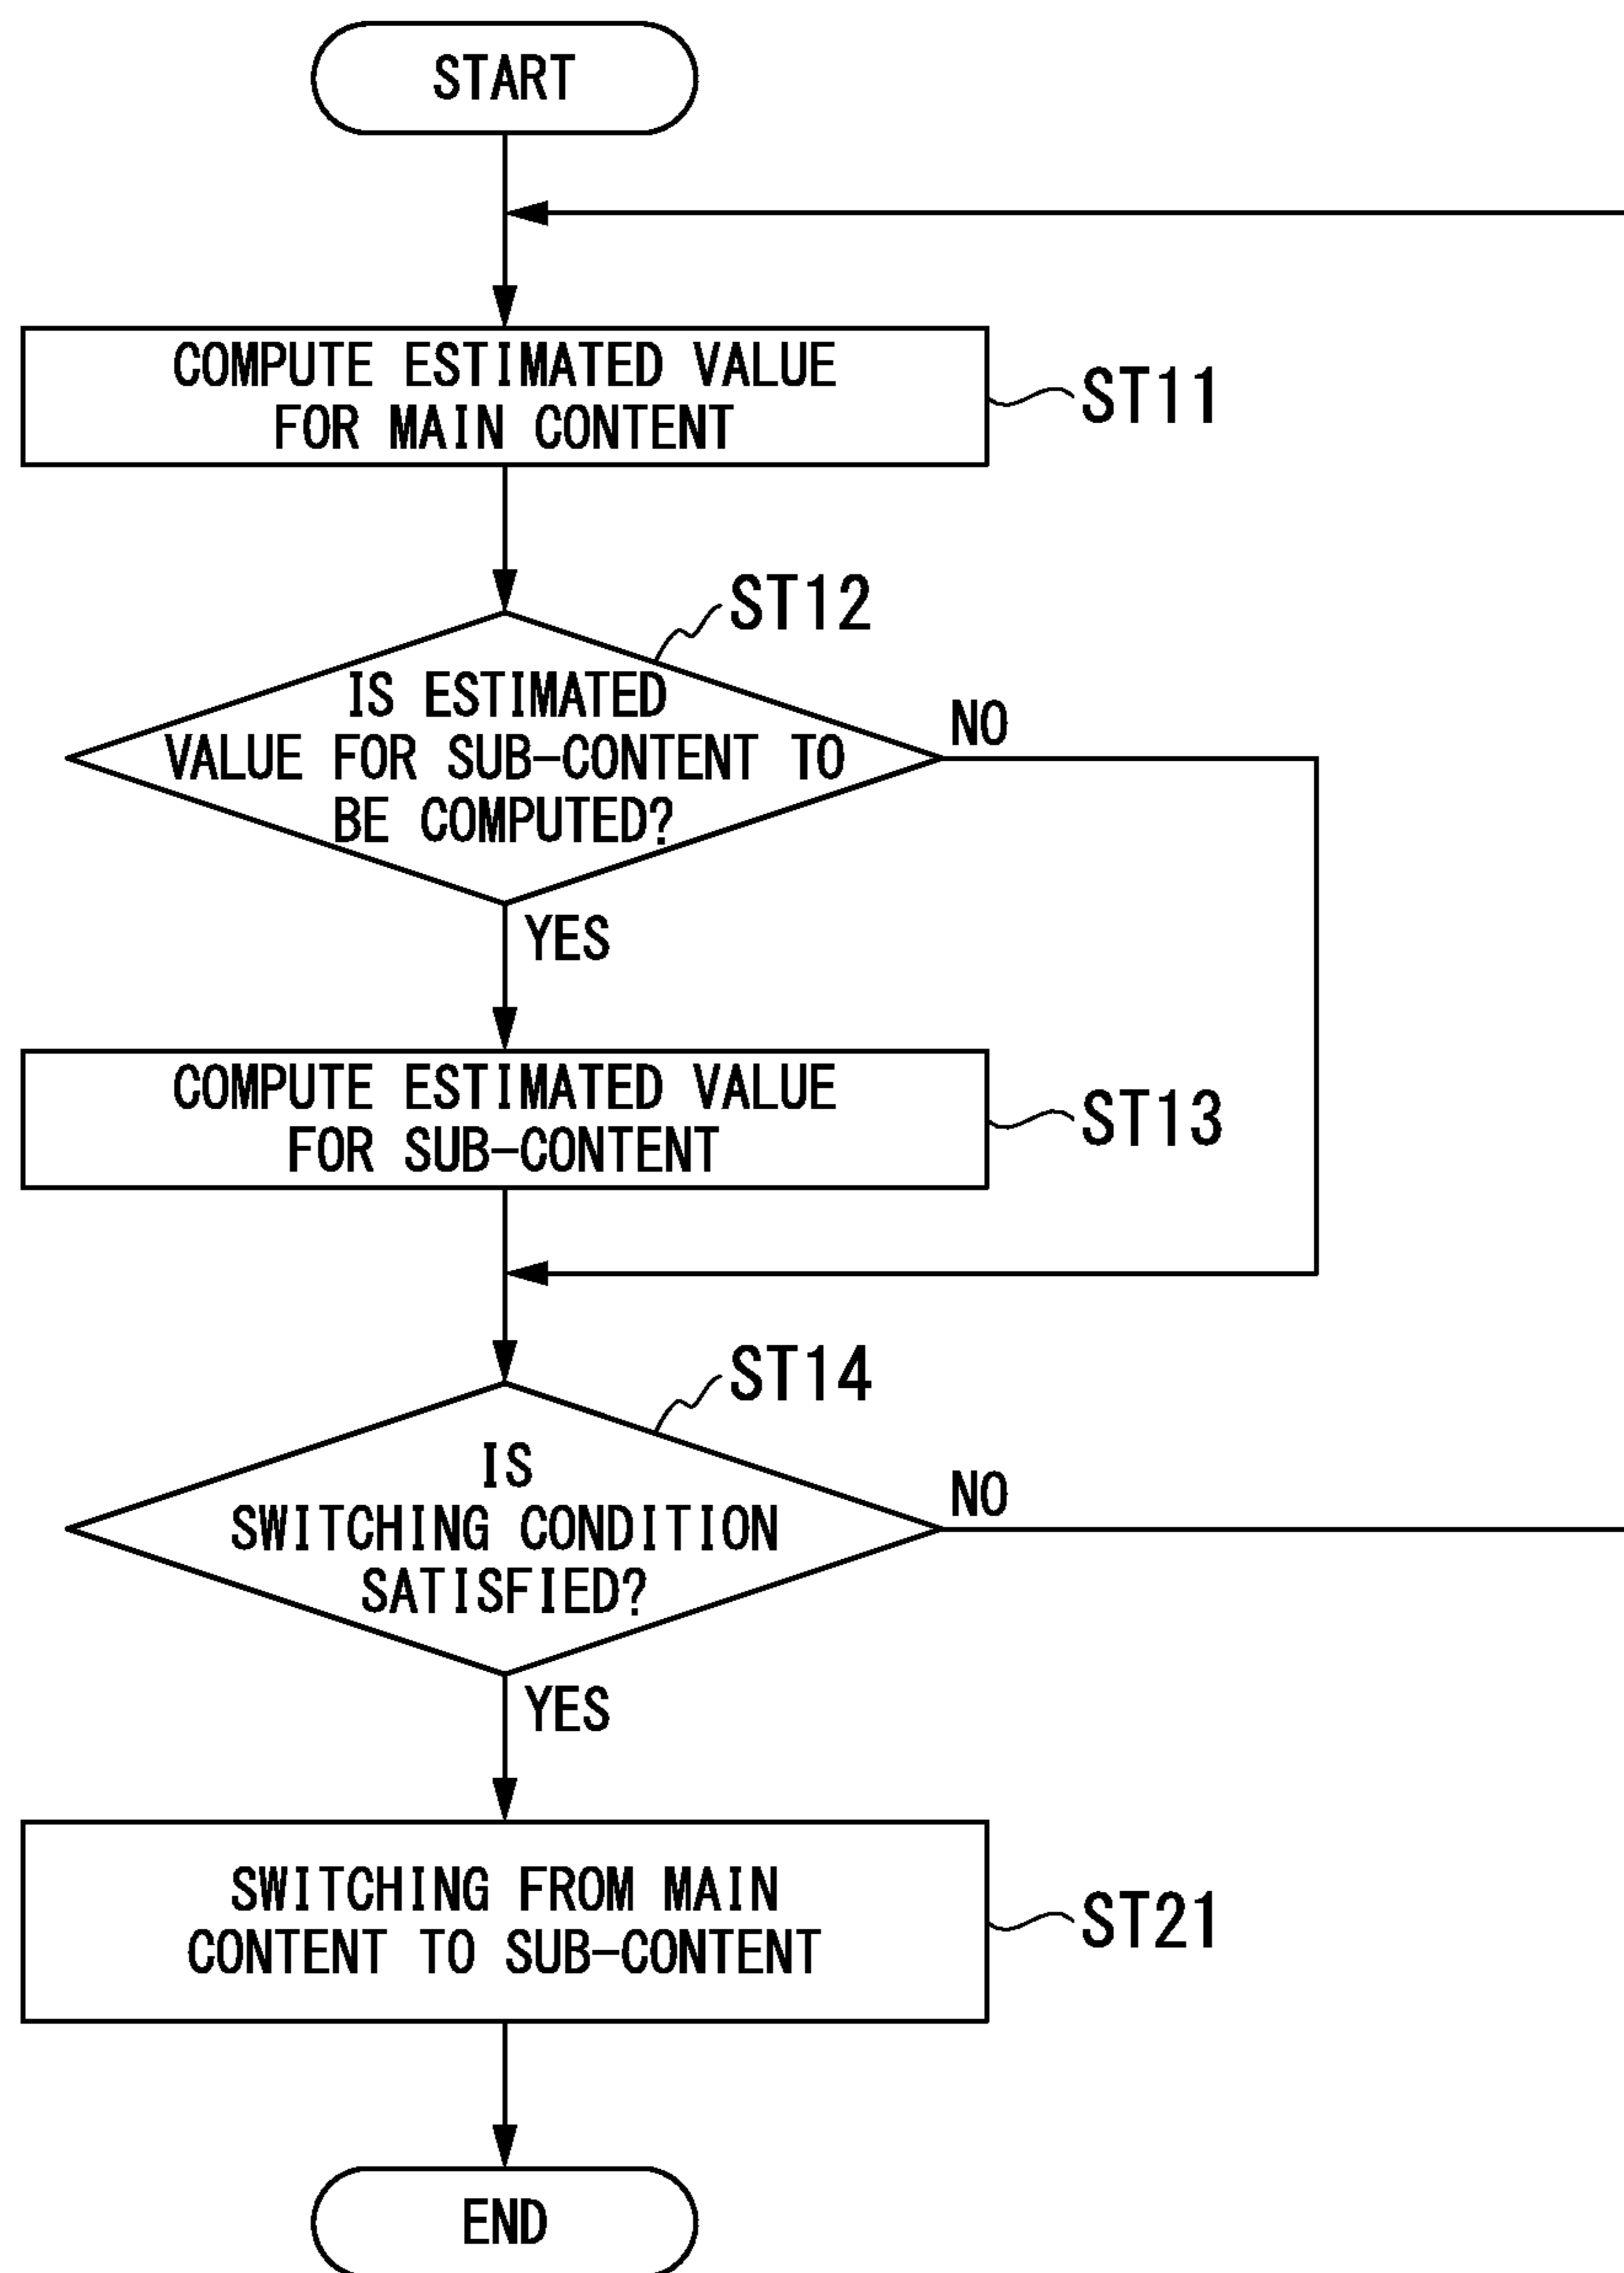 START
COMPUTE ESTIMATED VALUE
FOR MAIN CONTENT
ST11
ST12
IS ESTIMATED
VALUE FOR SUB-CONTENT TO
BE COMPUTED?
NO
YES
COMPUTE ESTIMATED VALUE
FOR SUB-CONTENT
ST13
ST14
IS
SWITCHING CONDITION
SATISFIED?
NO
YES
SWITCHING FROM MAIN
CONTENT TO SUB-CONTENT
ST21
END